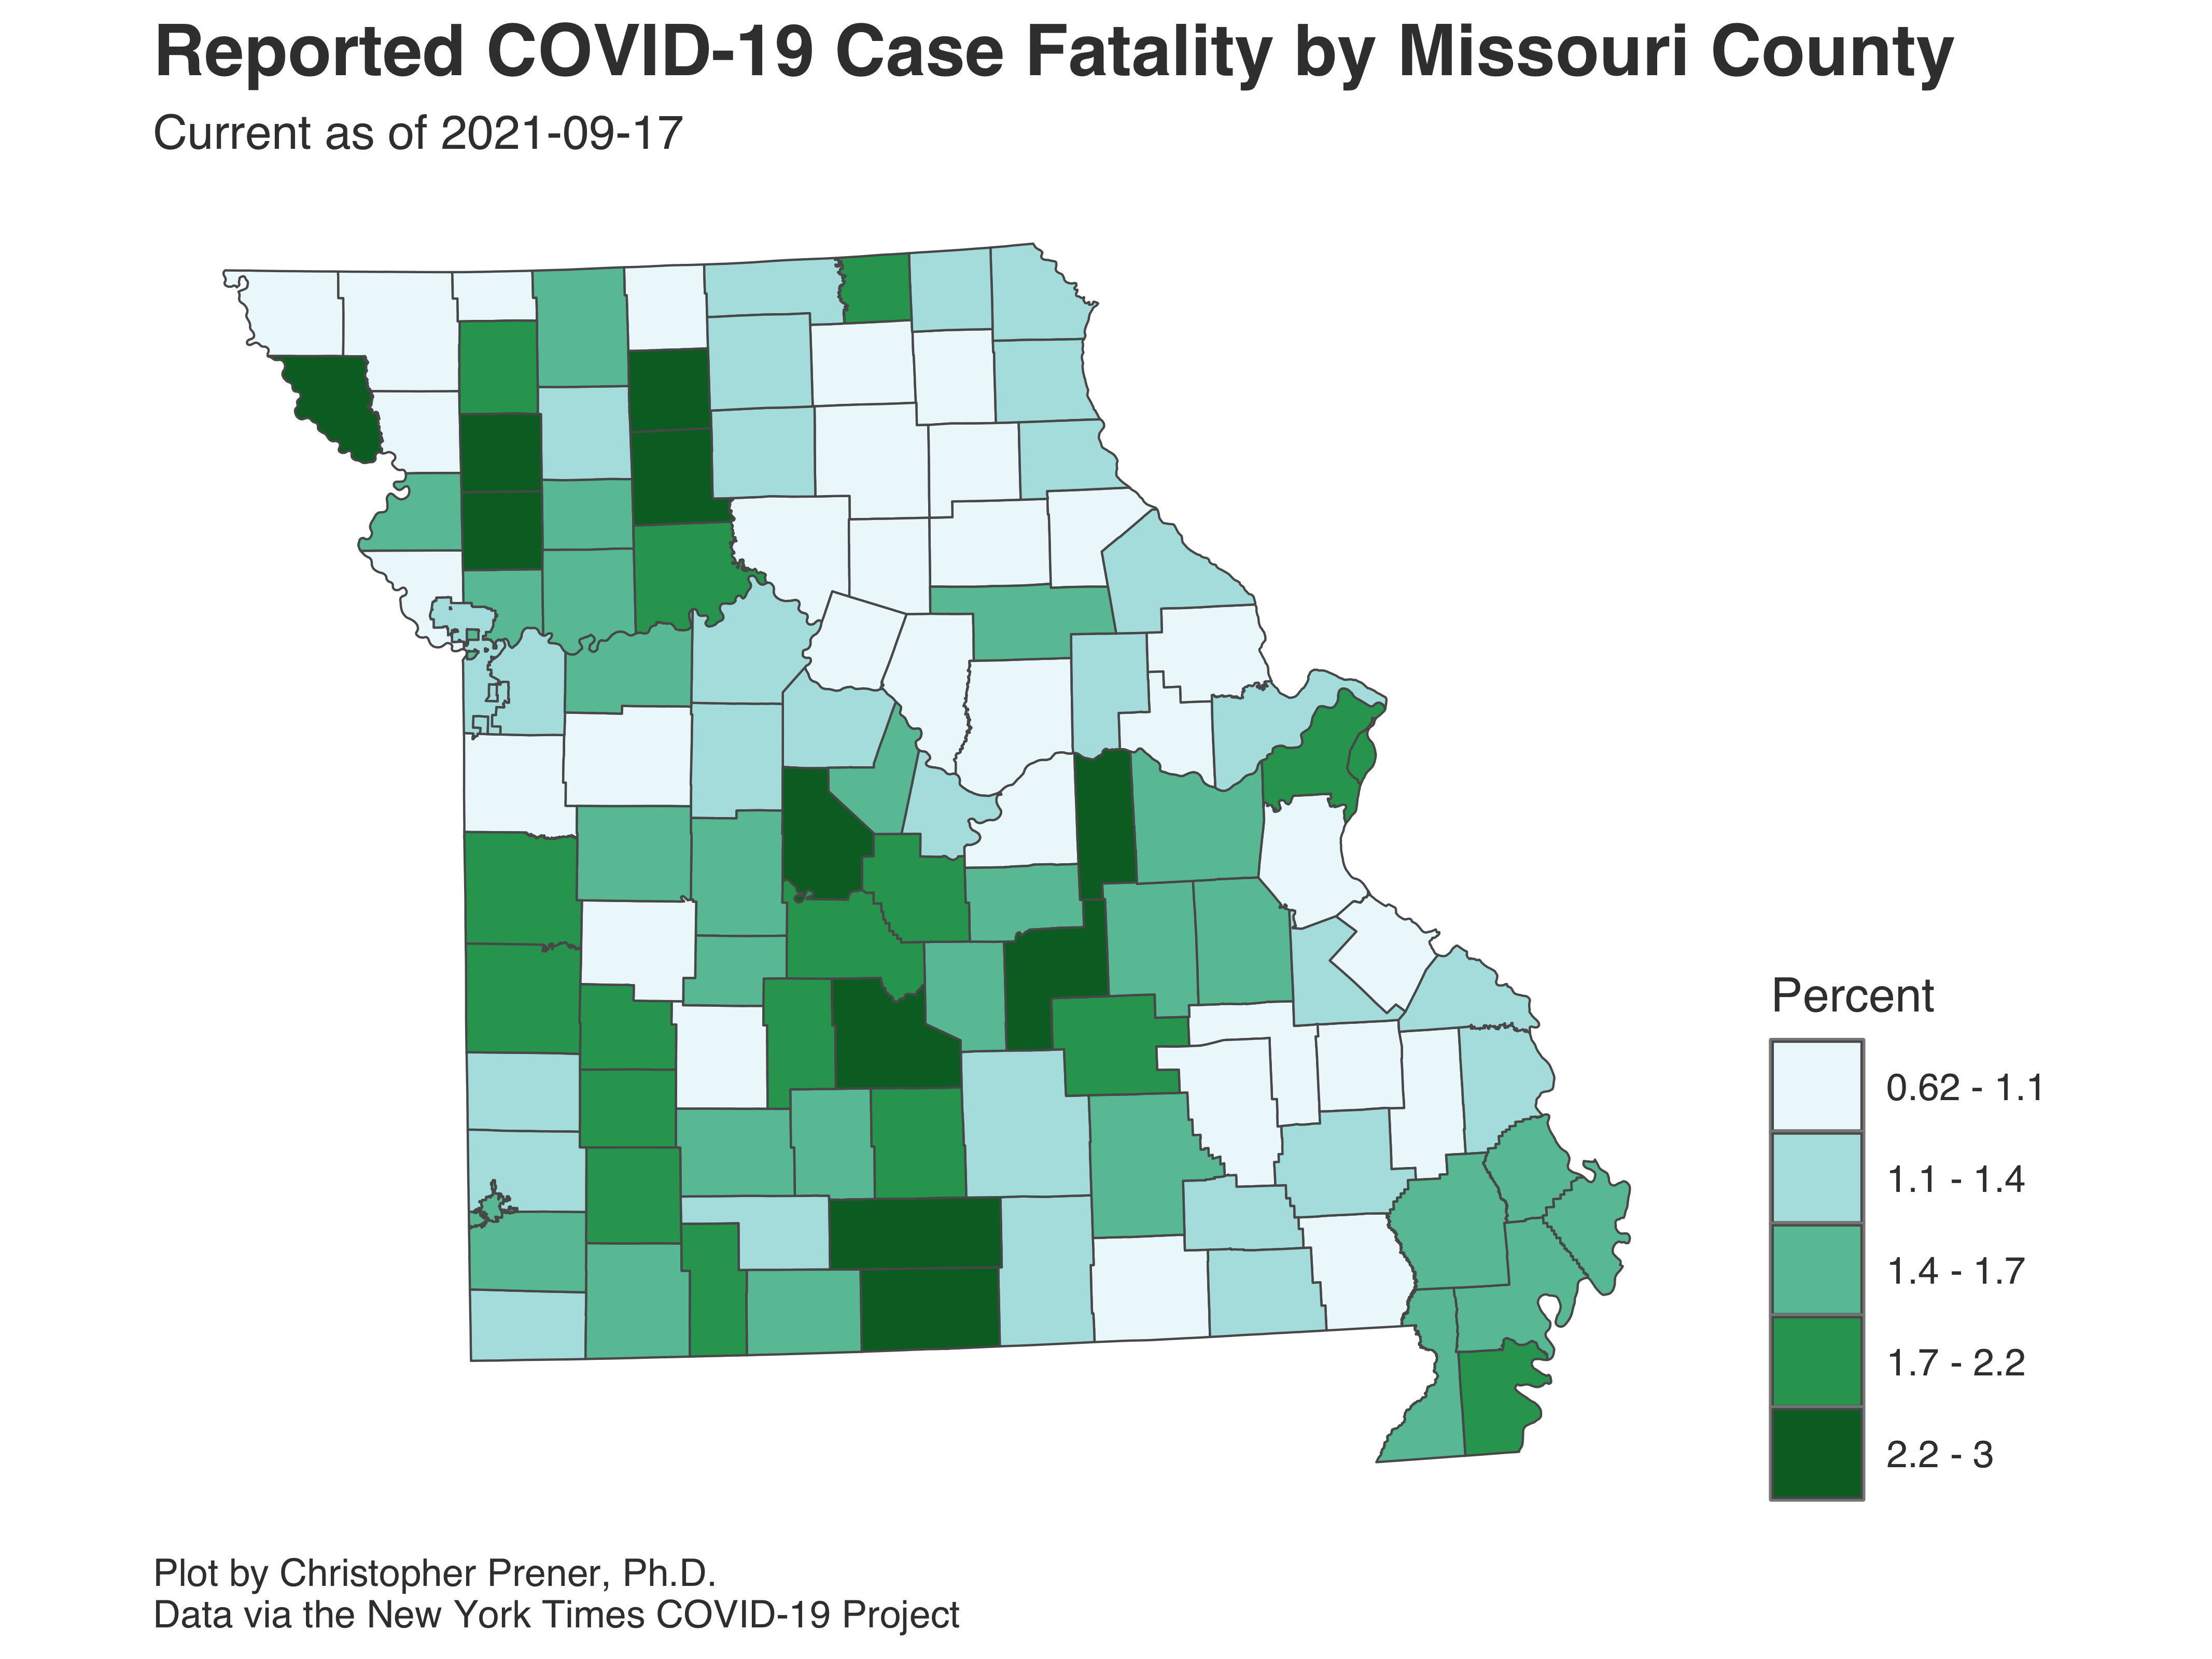 Reported COVID-19 Case Fatality by Missouri County
Current as of 2021-09-17
Percent
0.62 - 1.1
1.1 - 1.4
1.4 - 1.7
1.7 - 2.2
2.2 - 3
Plot by Christopher Prener, Ph.D.
Data via the New York Times COVID-19 Project